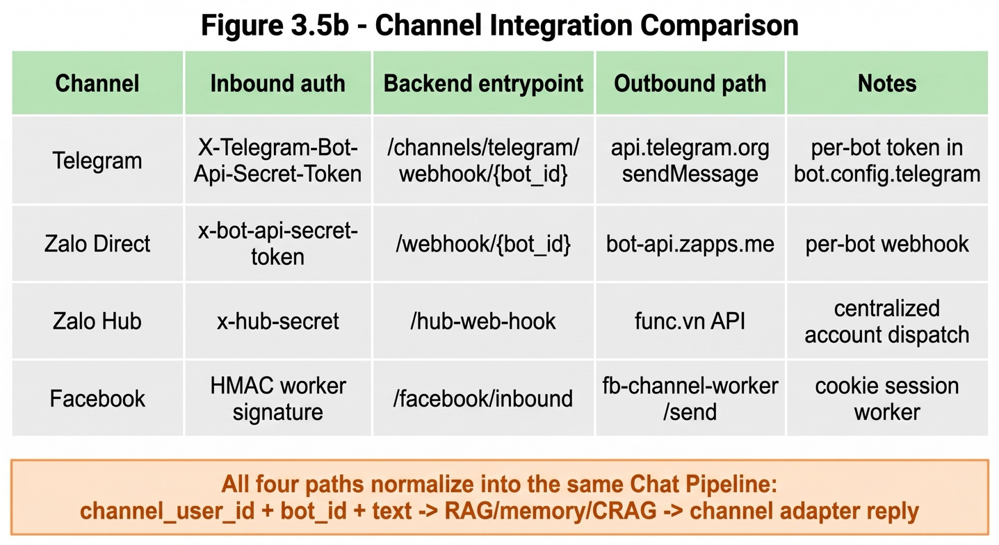 Figure 3.5b - Channel Integration Comparison
Channel
Inbound auth
Backend entrypoint
Outbound path
Notes
Telegram
X-Telegram-Bot-
Api-Secret-Token
/channels/telegram/
webhook/{bot_id}
api.telegram.org
sendMessage
per-bot token in
bot.config.telegram
Zalo Direct
x-bot-api-secret-
token
/webhook/{bot_id}
bot-api.zapps.me
per-bot webhook
Zalo Hub
x-hub-secret
/hub-web-hook
func.vn API
centralized
account dispatch
Facebook
HMAC worker
signature
/facebook/inbound
fb-channel-worker
/send
cookie session
worker
All four paths normalize into the same Chat Pipeline:
channel_user_id + bot_id + text -> RAG/memory/CRAG -> channel adapter reply